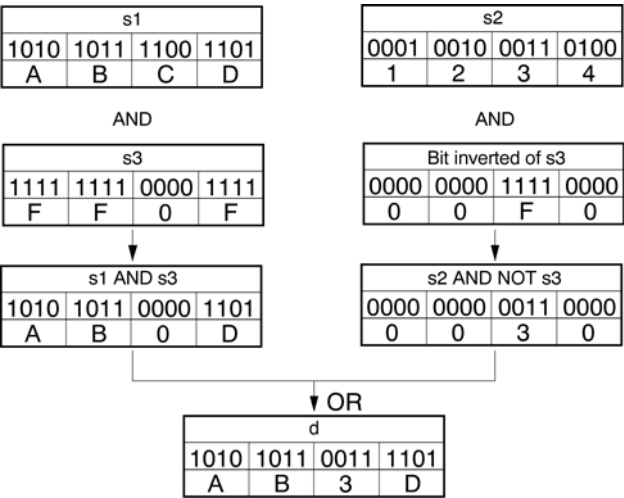 s1
1010 1011 1100 1101
A B C D
s2
0001 0010 0011 0100
1 2 3 4
AND
AND
s3
1111 1111 0000 1111
F F 0 F
Bit inverted of s3
0000 0000 1111 0000
0 0 F 0
s1 AND s3
1010 1011 0000 1101
A B 0 D
s2 AND NOT s3
0000 0000 0011 0000
0 0 3 0
OR
d
1010 1011 0011 1101
A B 3 D